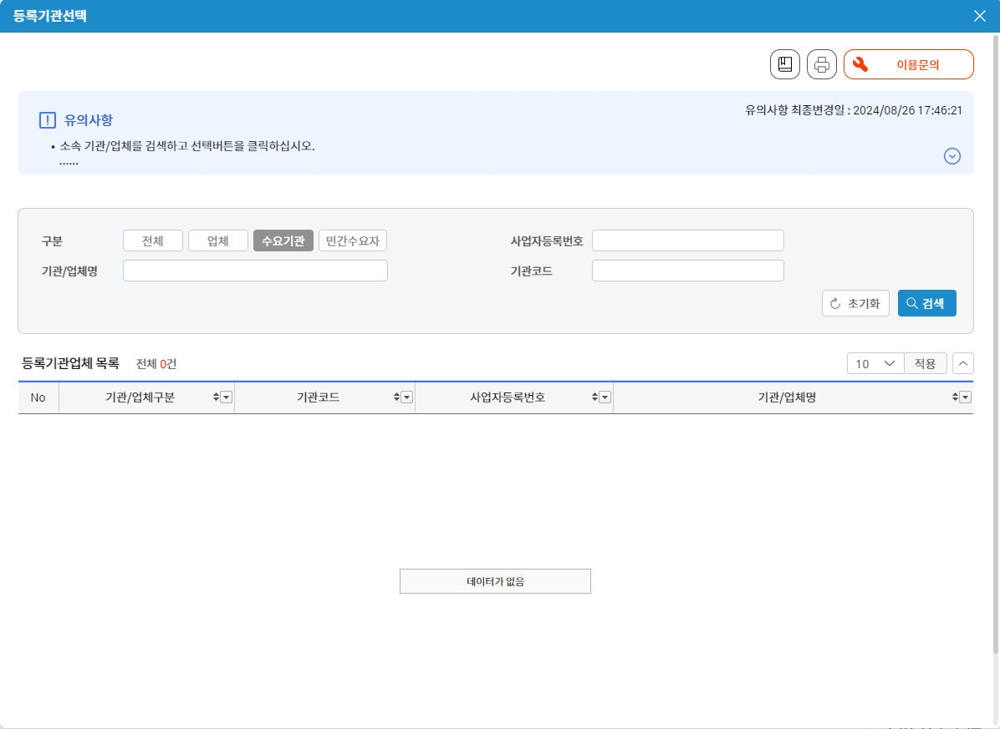 등록기관선택
이용문의
유의사항 최종변경일 : 2024/08/26 17:46:21
유의사항
• 소속 기관/업체를 검색하고 선택버튼을 클릭하십시오.
......
구분 전체 업체 수요기관 민간수요자 사업자등록번호
기관/업체명 기관코드
초기화 검색
등록기관업체 목록 전체 0건 10 적용
No 기관/업체구분 기관코드 사업자등록번호 기관/업체명
데이터가 없음